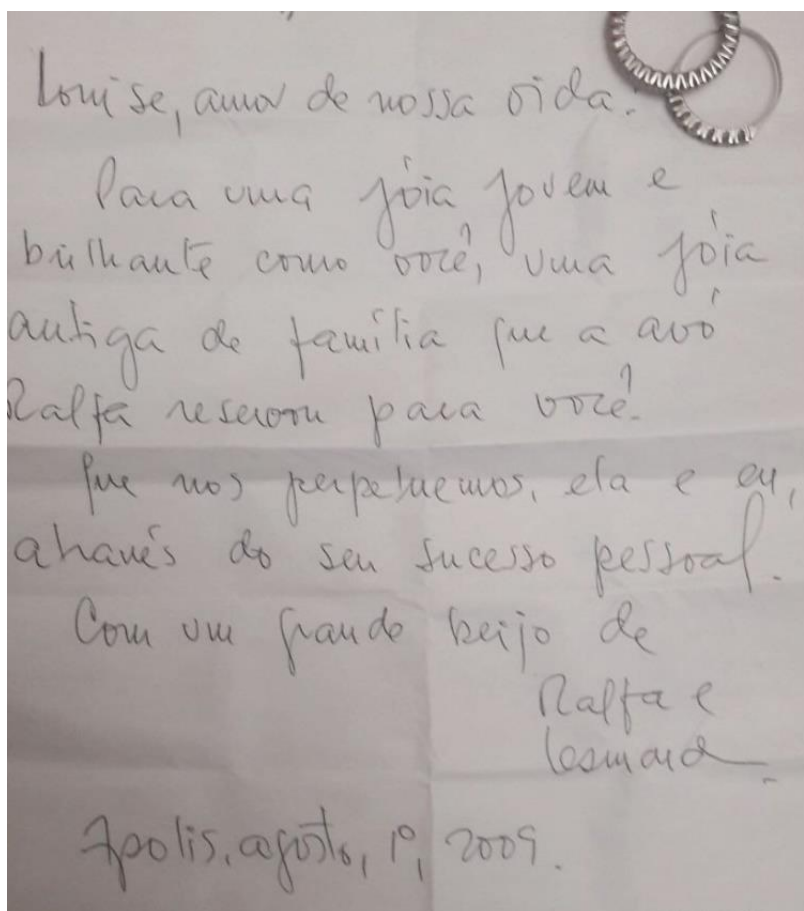 Louise, amor de nossa vida:
Para uma jóia jovem e
brilhante como você, uma jóia
antiga de família que a avó
Ralfa reservou para você.
Que nos perpetuemos, ela e eu,
através do seu sucesso pessoal.
Com um grande beijo de
Ralfa e
Fpolis, agosto, 1º, 2009.